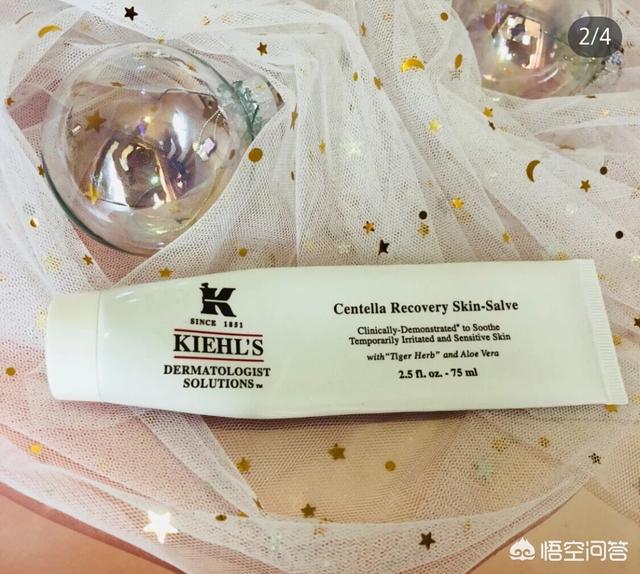 2/4
K
SINCE 1851
KIEHL'S
DERMATOLOGIST
SOLUTIONS™
Centella Recovery Skin-Salve
Clinically-Demonstrated* to Soothe
Temporarily Irritated and Sensitive Skin
with "Tiger Herb" and Aloe Vera
2.5 fl. oz. - 75 ml
悟空问答